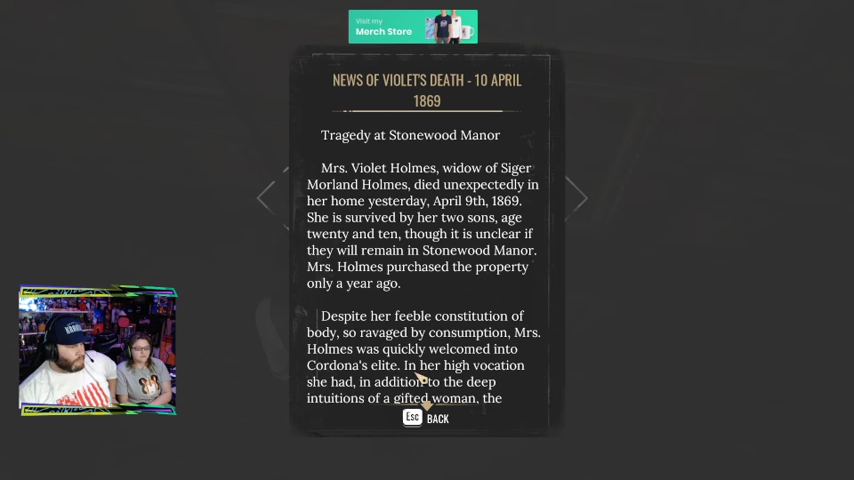 Visit my
Merch Store
NEWS OF VIOLET'S DEATH - 10 APRIL
1869
Tragedy at Stonewood Manor
Mrs. Violet Holmes, widow of Siger
Morland Holmes, died unexpectedly in
her home yesterday, April 9th, 1869.
She is survived by her two sons, age
twenty and ten, though it is unclear if
they will remain in Stonewood Manor.
Mrs. Holmes purchased the property
only a year ago.
Despite her feeble constitution of
body, so ravaged by consumption, Mrs.
Holmes was quickly welcomed into
Cordona's elite. In her high vocation
she had, in addition to the deep
intuitions of a gifted woman, the
Esc BACK